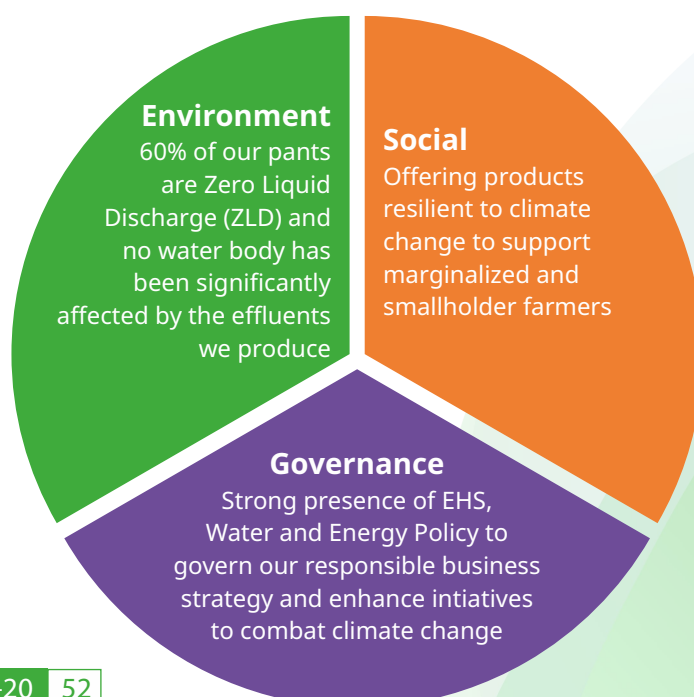 Environment
60% of our pants
are Zero Liquid
Discharge (ZLD) and
no water body has
been significantly
affected by the effluents
we produce
Social
Offering products
resilient to climate
change to support
marginalized and
smallholder farmers
Governance
Strong presence of EHS,
Water and Energy Policy to
govern our responsible business
strategy and enhance intiatives
to combat climate change
-20 52